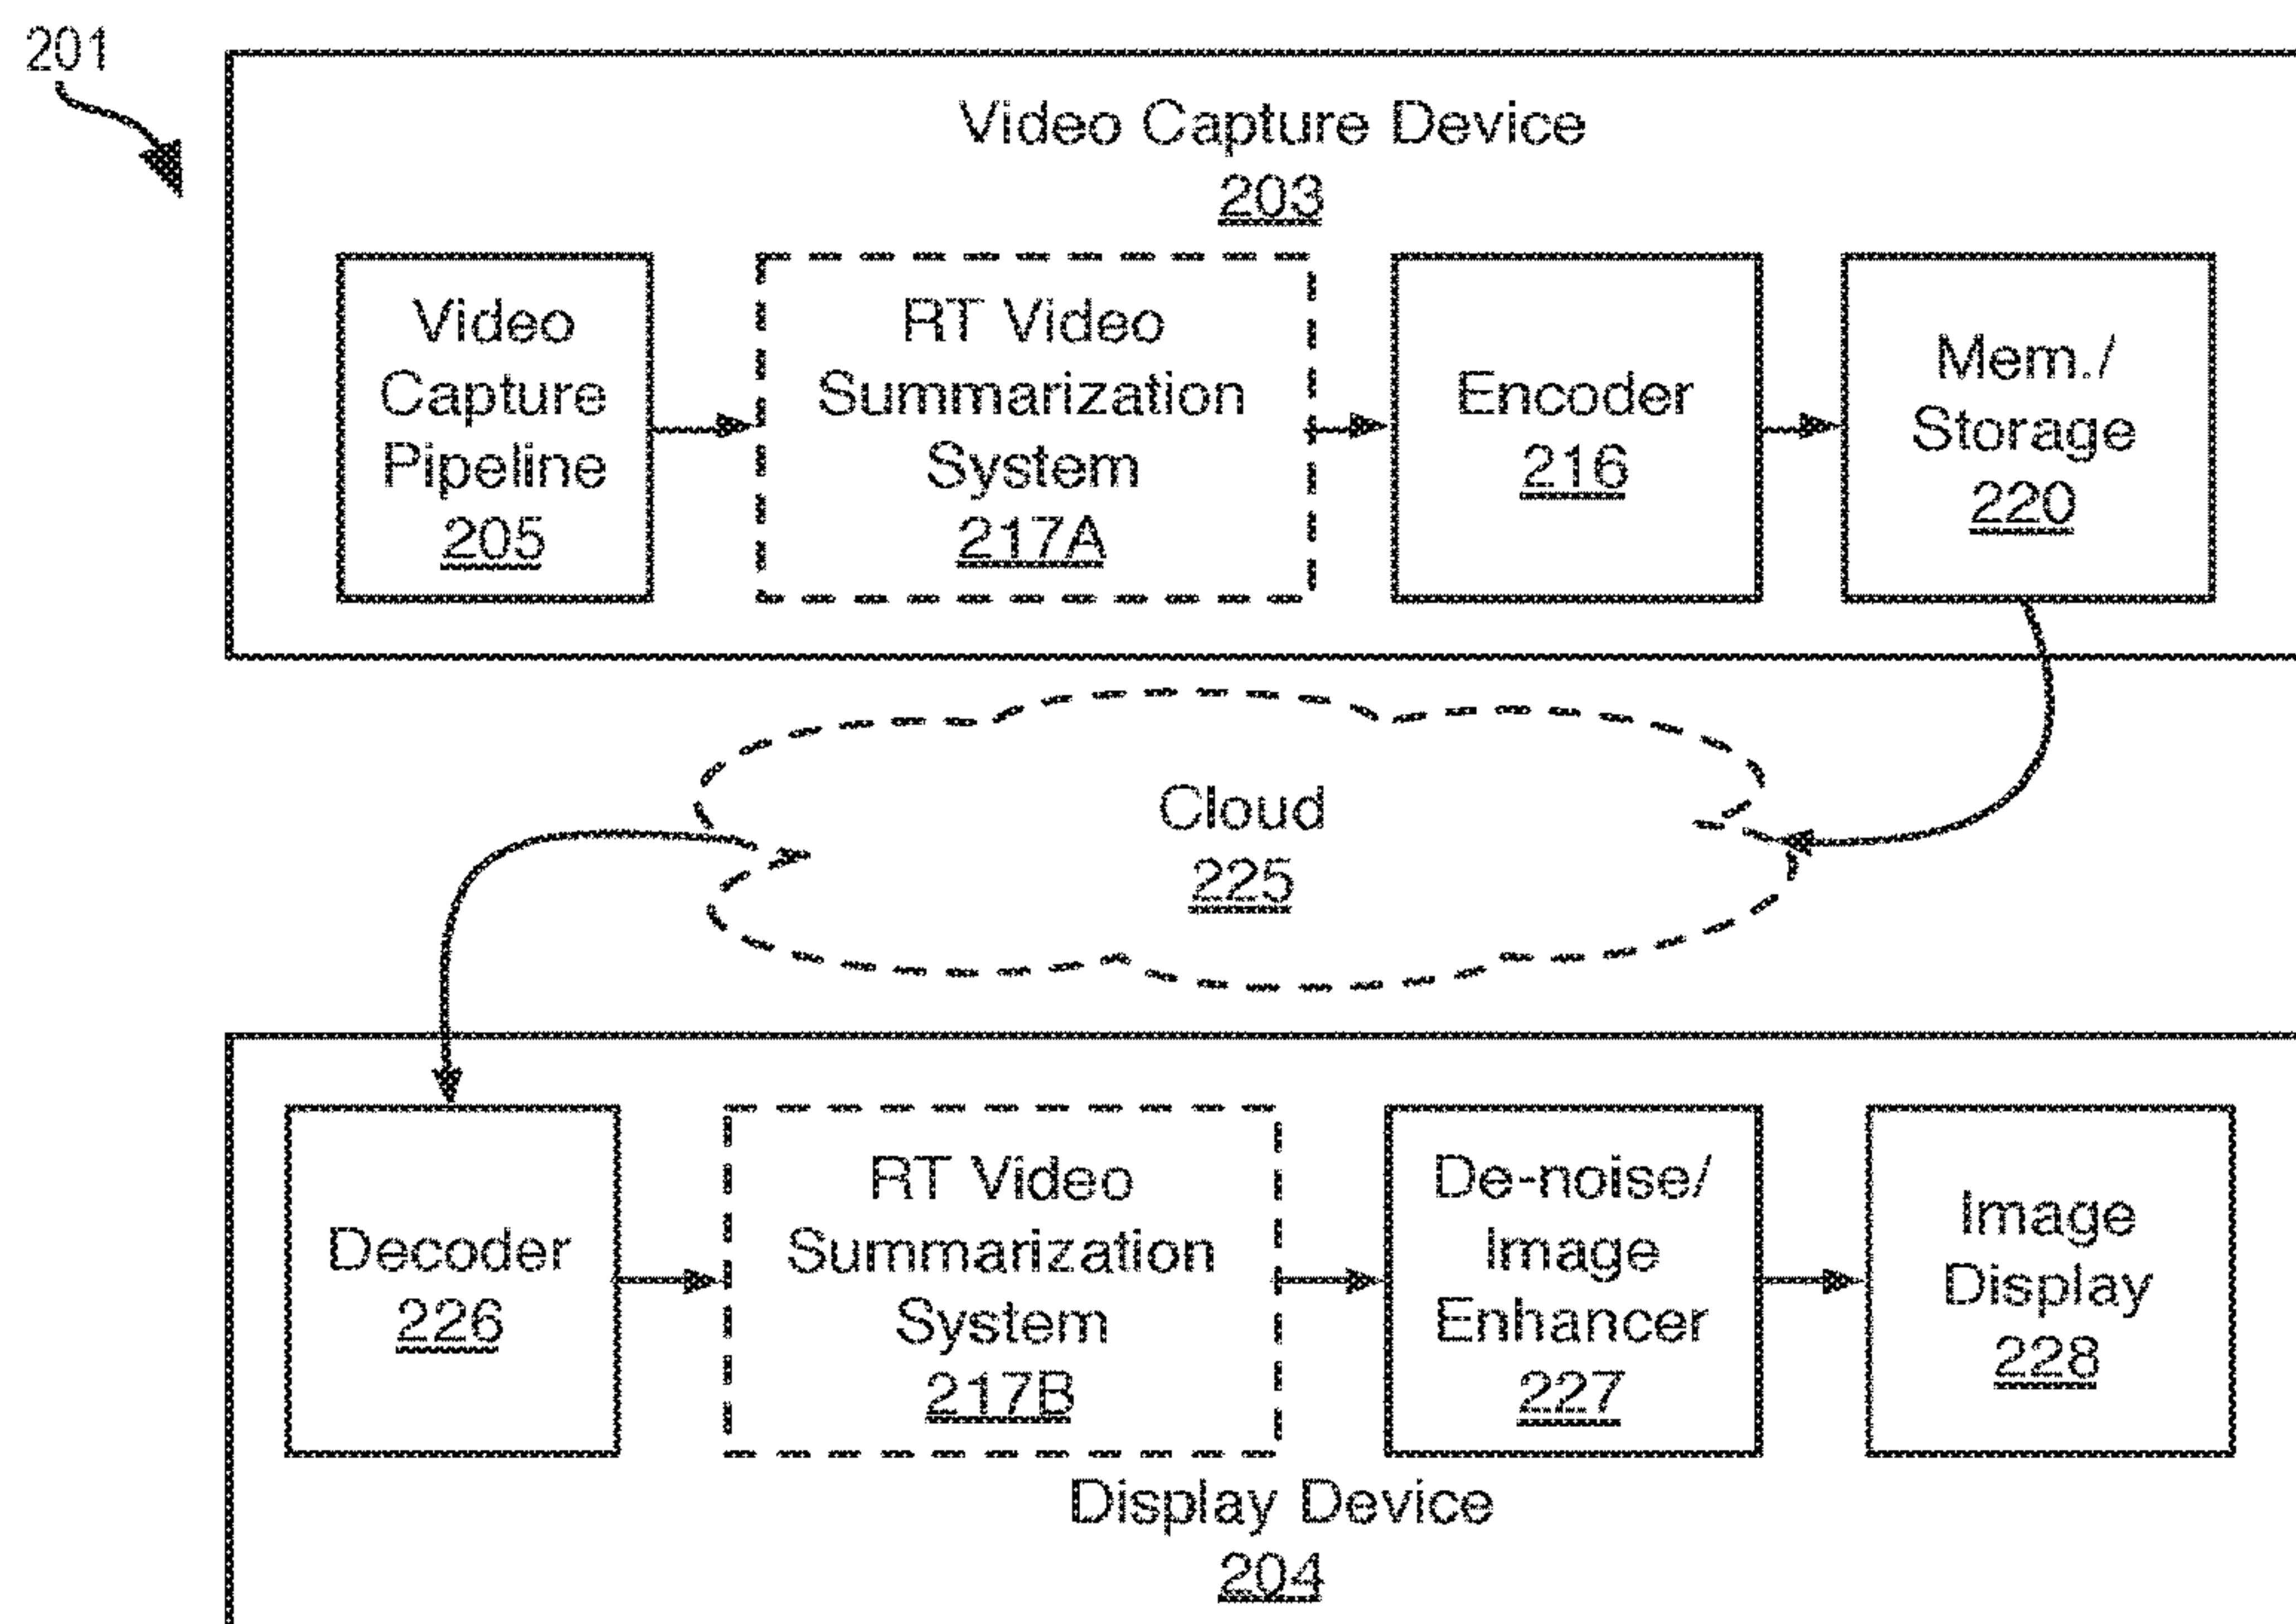 201
Video Capture Device
203
Video
Capture
Pipeline
205
RT Video
Summarization
System
217A
Encoder
216
Mem./
Storage
220
Cloud
225
Decoder
226
RT Video
Summarization
System
217B
De-noise/
Image
Enhancer
227
Image
Display
228
Display Device
204